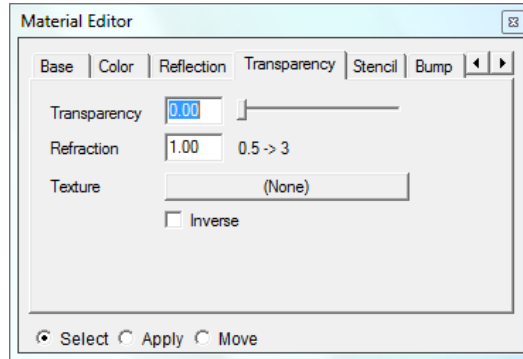 Material Editor
Base Color Reflection Transparency Stencil Bump
Transparency 0.00
Refraction 1.00 0.5 -> 3
Texture (None)
Inverse
Select Apply Move